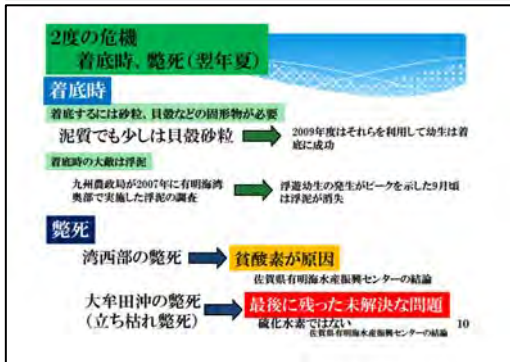 2度の危機
着底時、斃死（翌年夏）
着底時
着底するには砂粒、貝殻などの固形物が必要
泥質でも少しは貝殻砂粒
2009年度はそれらを利用して幼生は着
底に成功
着底時の大敵は浮泥
九州農政局が2007年に有明海湾
奥部で実施した浮泥の調査
浮遊幼生の発生がピークを示した9月頃
は浮泥が消失
斃死
湾西部の斃死
貧酸素が原因
佐賀県有明海水産振興センターの結論
大牟田沖の斃死
（立ち枯れ斃死）
最後に残った未解決な問題
硫化水素ではない
佐賀県有明海水産振興センターの結論
10